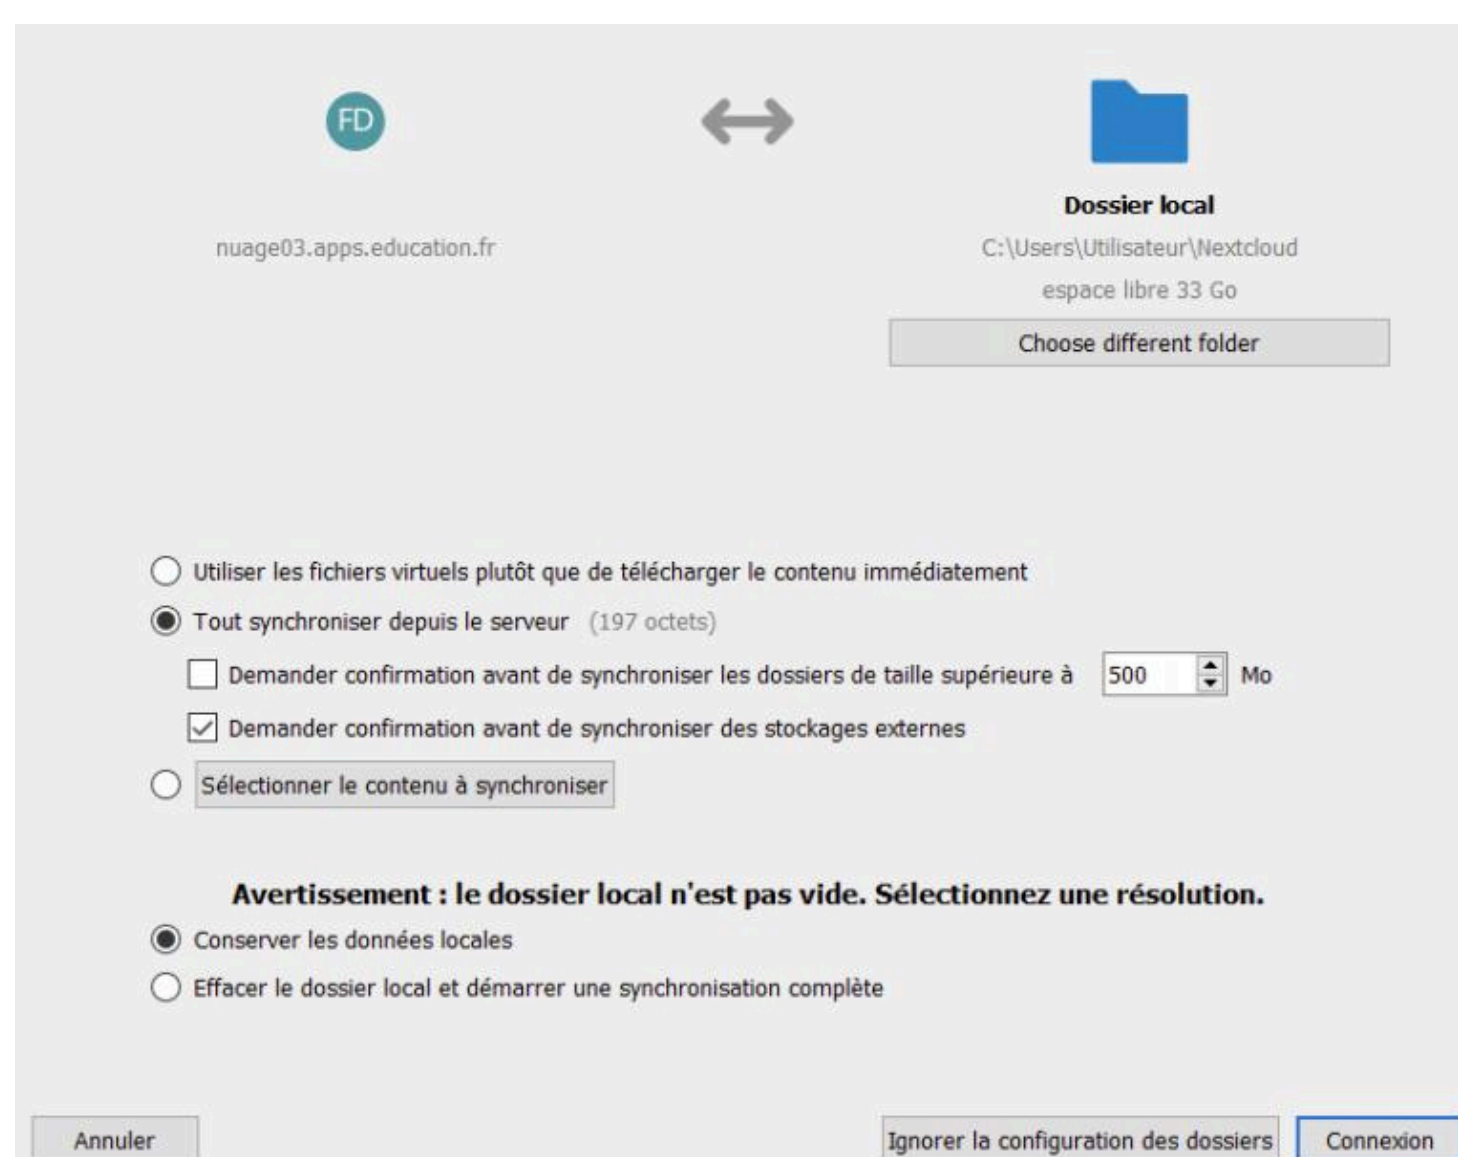 FD
Dossier local
nuage03.apps.education.fr
C:\Users\Utilisateur\Nextcloud
espace libre 33 Go
Choose different folder
Utiliser les fichiers virtuels plutôt que de télécharger le contenu immédiatement
Tout synchroniser depuis le serveur (197 octets)
Demander confirmation avant de synchroniser les dossiers de taille supérieure à 500 Mo
Demander confirmation avant de synchroniser des stockages externes
Sélectionner le contenu à synchroniser
Avertissement : le dossier local n'est pas vide. Sélectionnez une résolution.
Conserver les données locales
Effacer le dossier local et démarrer une synchronisation complète
Annuler
Ignorer la configuration des dossiers
Connexion